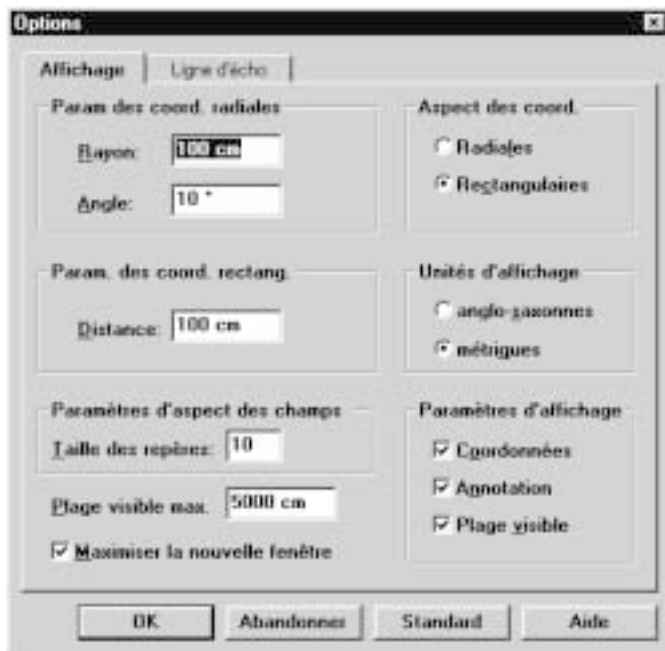 Options
Affichage
Ligne d'écho
Param des coord. radiales
Rayon: 100 cm
Angle: 10 °
Aspect des coord.
Radiales
Rectangulaires
Param. des coord. rectang.
Distance: 100 cm
Unités d'affichage
anglo-saxonnes
métrigues
Paramètres d'aspect des champs
Taille des repères: 10
Plage visible max. 5000 cm
Maximiser la nouvelle fenêtre
Paramètres d'affichage
Coordonnées
Annotation
Plage visible
OK
Abandonner
Standard
Aide